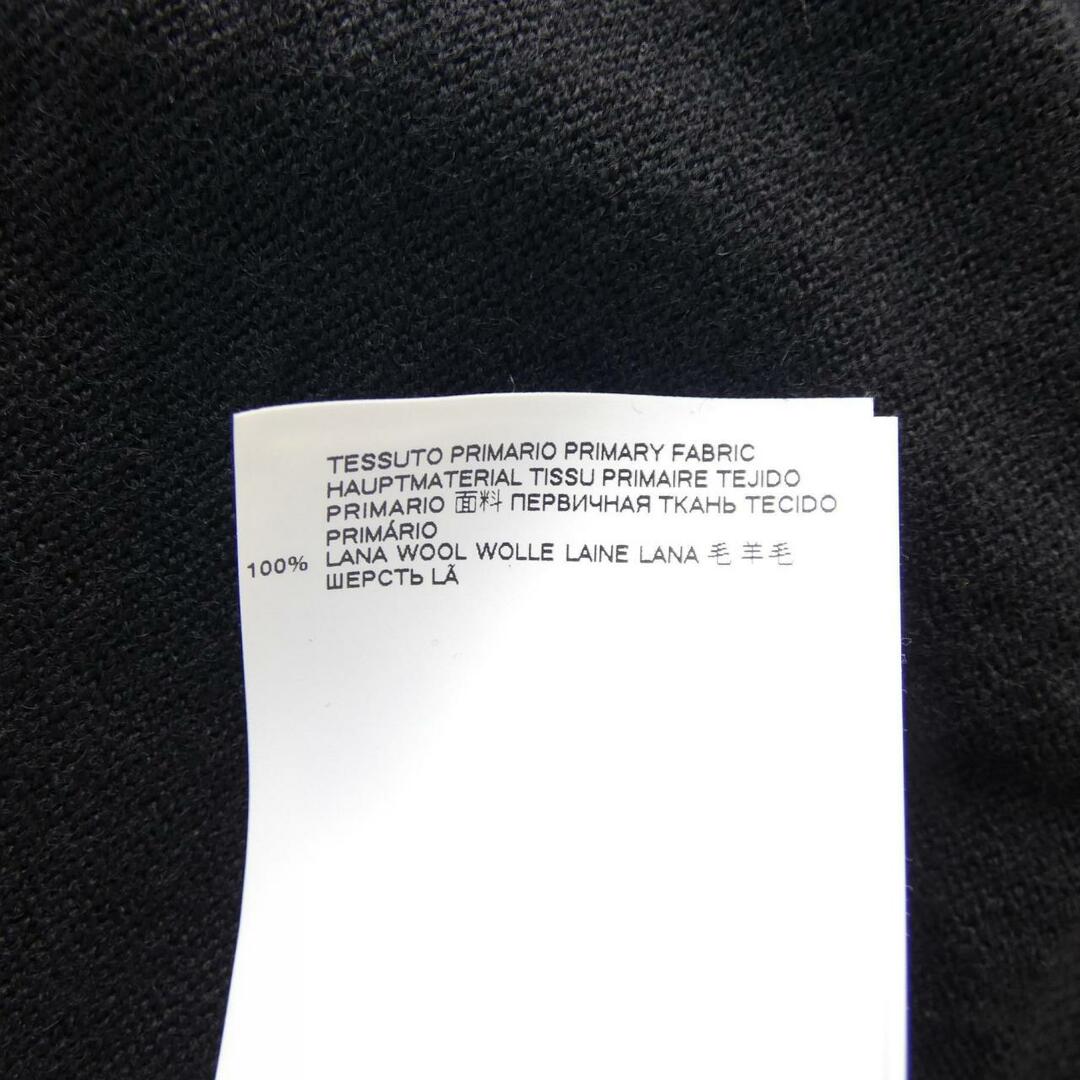 TESSUTO PRIMARIO PRIMARY FABRIC
HAUPTMATERIAL TISSU PRIMAIRE TEJIDO
PRIMARIO 面料 ПЕРВИЧНАЯ ТКАНЬ TECIDO
PRIMÁRIO
100% LANA WOOL WOLLE LAINE LANA 毛 羊毛
ШЕРСТЬ LÃ